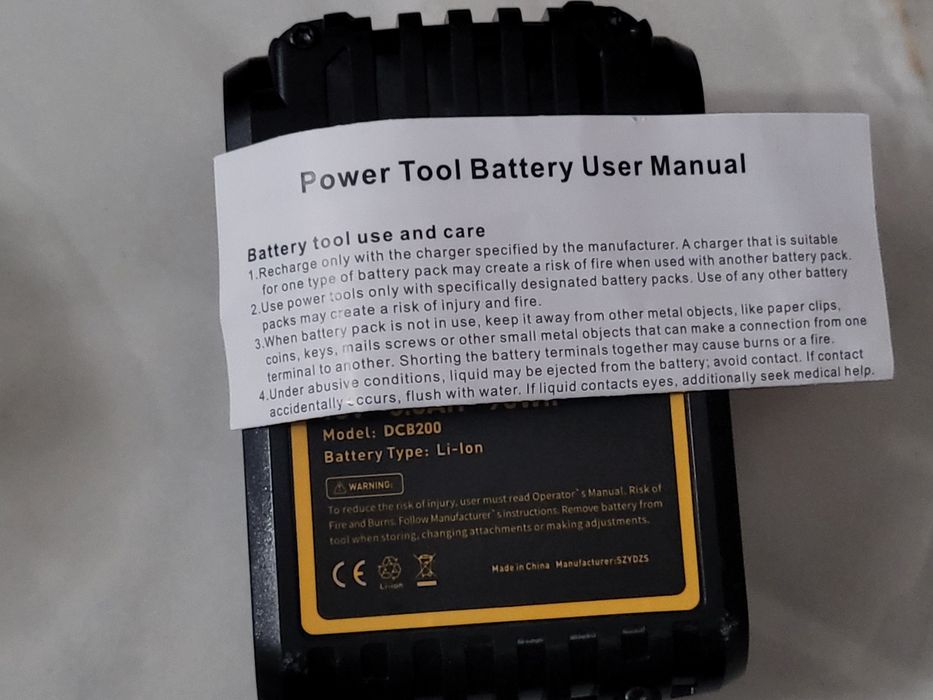 Power Tool Battery User Manual
Battery tool use and care
1.Recharge only with the charger specified by the manufacturer. A charger that is suitable
for one type of battery pack may create a risk of fire when used with another battery pack.
2.Use power tools only with specifically designated battery packs. Use of any other battery
packs may create a risk of injury and fire.
3.When battery pack is not in use, keep it away from other metal objects, like paper clips,
coins, keys, nails screws or other small metal objects that can make a connection from one
terminal to another. Shorting the battery terminals together may cause burns or a fire.
4.Under abusive conditions, liquid may be ejected from the battery; avoid contact. If contact
accidentally occurs, flush with water. If liquid contacts eyes, additionally seek medical help.
Model: DCB200
Battery Type: Li-Ion
WARNING:
To reduce the risk of injury, user must read Operator`s Manual. Risk of
Fire and Burns. Follow Manufacturer`s Instructions. Remove battery from
tool when storing, changing attachments or making adjustments.
CE
Li-ion
Made in China Manufacturer:SZYDZS